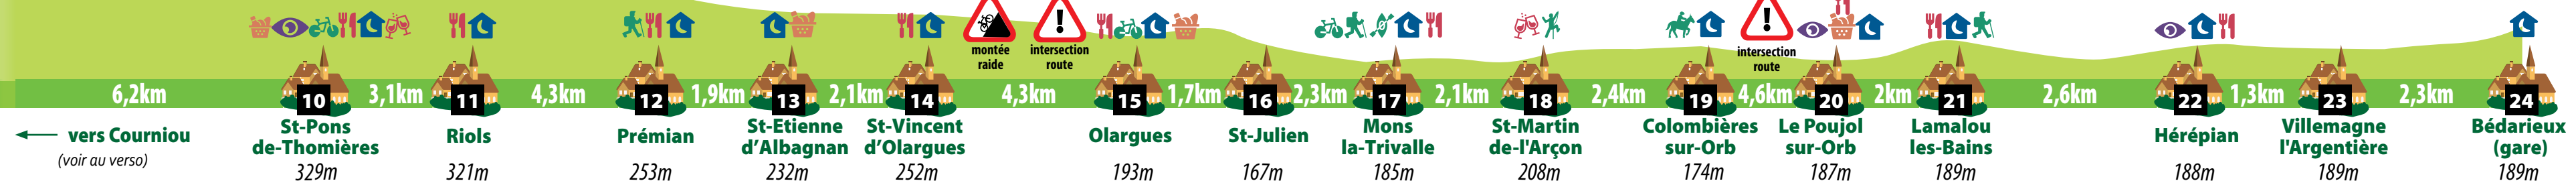 montée
raide
intersection
route
intersection
route
6,2km 10 3,1km 11 4,3km 12 1,9km 13 2,1km 14 4,3km 15 1,7km 16 2,3km 17 2,1km 18 2,4km 19 4,6km 20 2km 21 2,6km 22 1,3km 23 2,3km 24
vers Courniou
(voir au verso)
St-Pons
de-Thomières
329m
Riols
321m
Prémian
253m
St-Etienne
d’Albagnan
232m
St-Vincent
d’Olargues
252m
Olargues
193m
St-Julien
167m
Mons
la-Trivalle
185m
St-Martin
de-l'Arçon
208m
Colombières
sur-Orb
174m
Le Poujol
sur-Orb
187m
Lamalou
les-Bains
189m
Hérépian
188m
Villemagne
l'Argentière
189m
Bédarieux
(gare)
189m